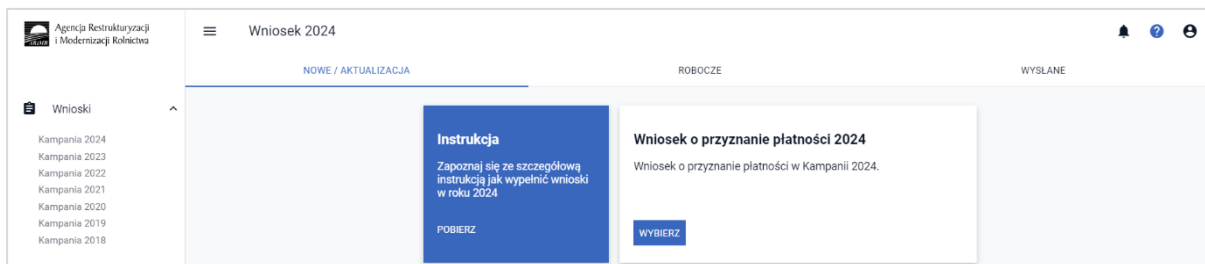 Agencja Restrukturyzacji
i Modernizacji Rolnictwa
Wniosek 2024
NOWE / AKTUALIZACJA
ROBOCZE
WYSŁANE
Wnioski
Kampania 2024
Kampania 2023
Kampania 2022
Kampania 2021
Kampania 2020
Kampania 2019
Kampania 2018
Instrukcja
Zapoznaj się ze szczegółową
instrukcją jak wypełnić wnioski
w roku 2024
POBIERZ
Wniosek o przyznanie płatności 2024
Wniosek o przyznanie płatności w Kampanii 2024.
WYBIERZ